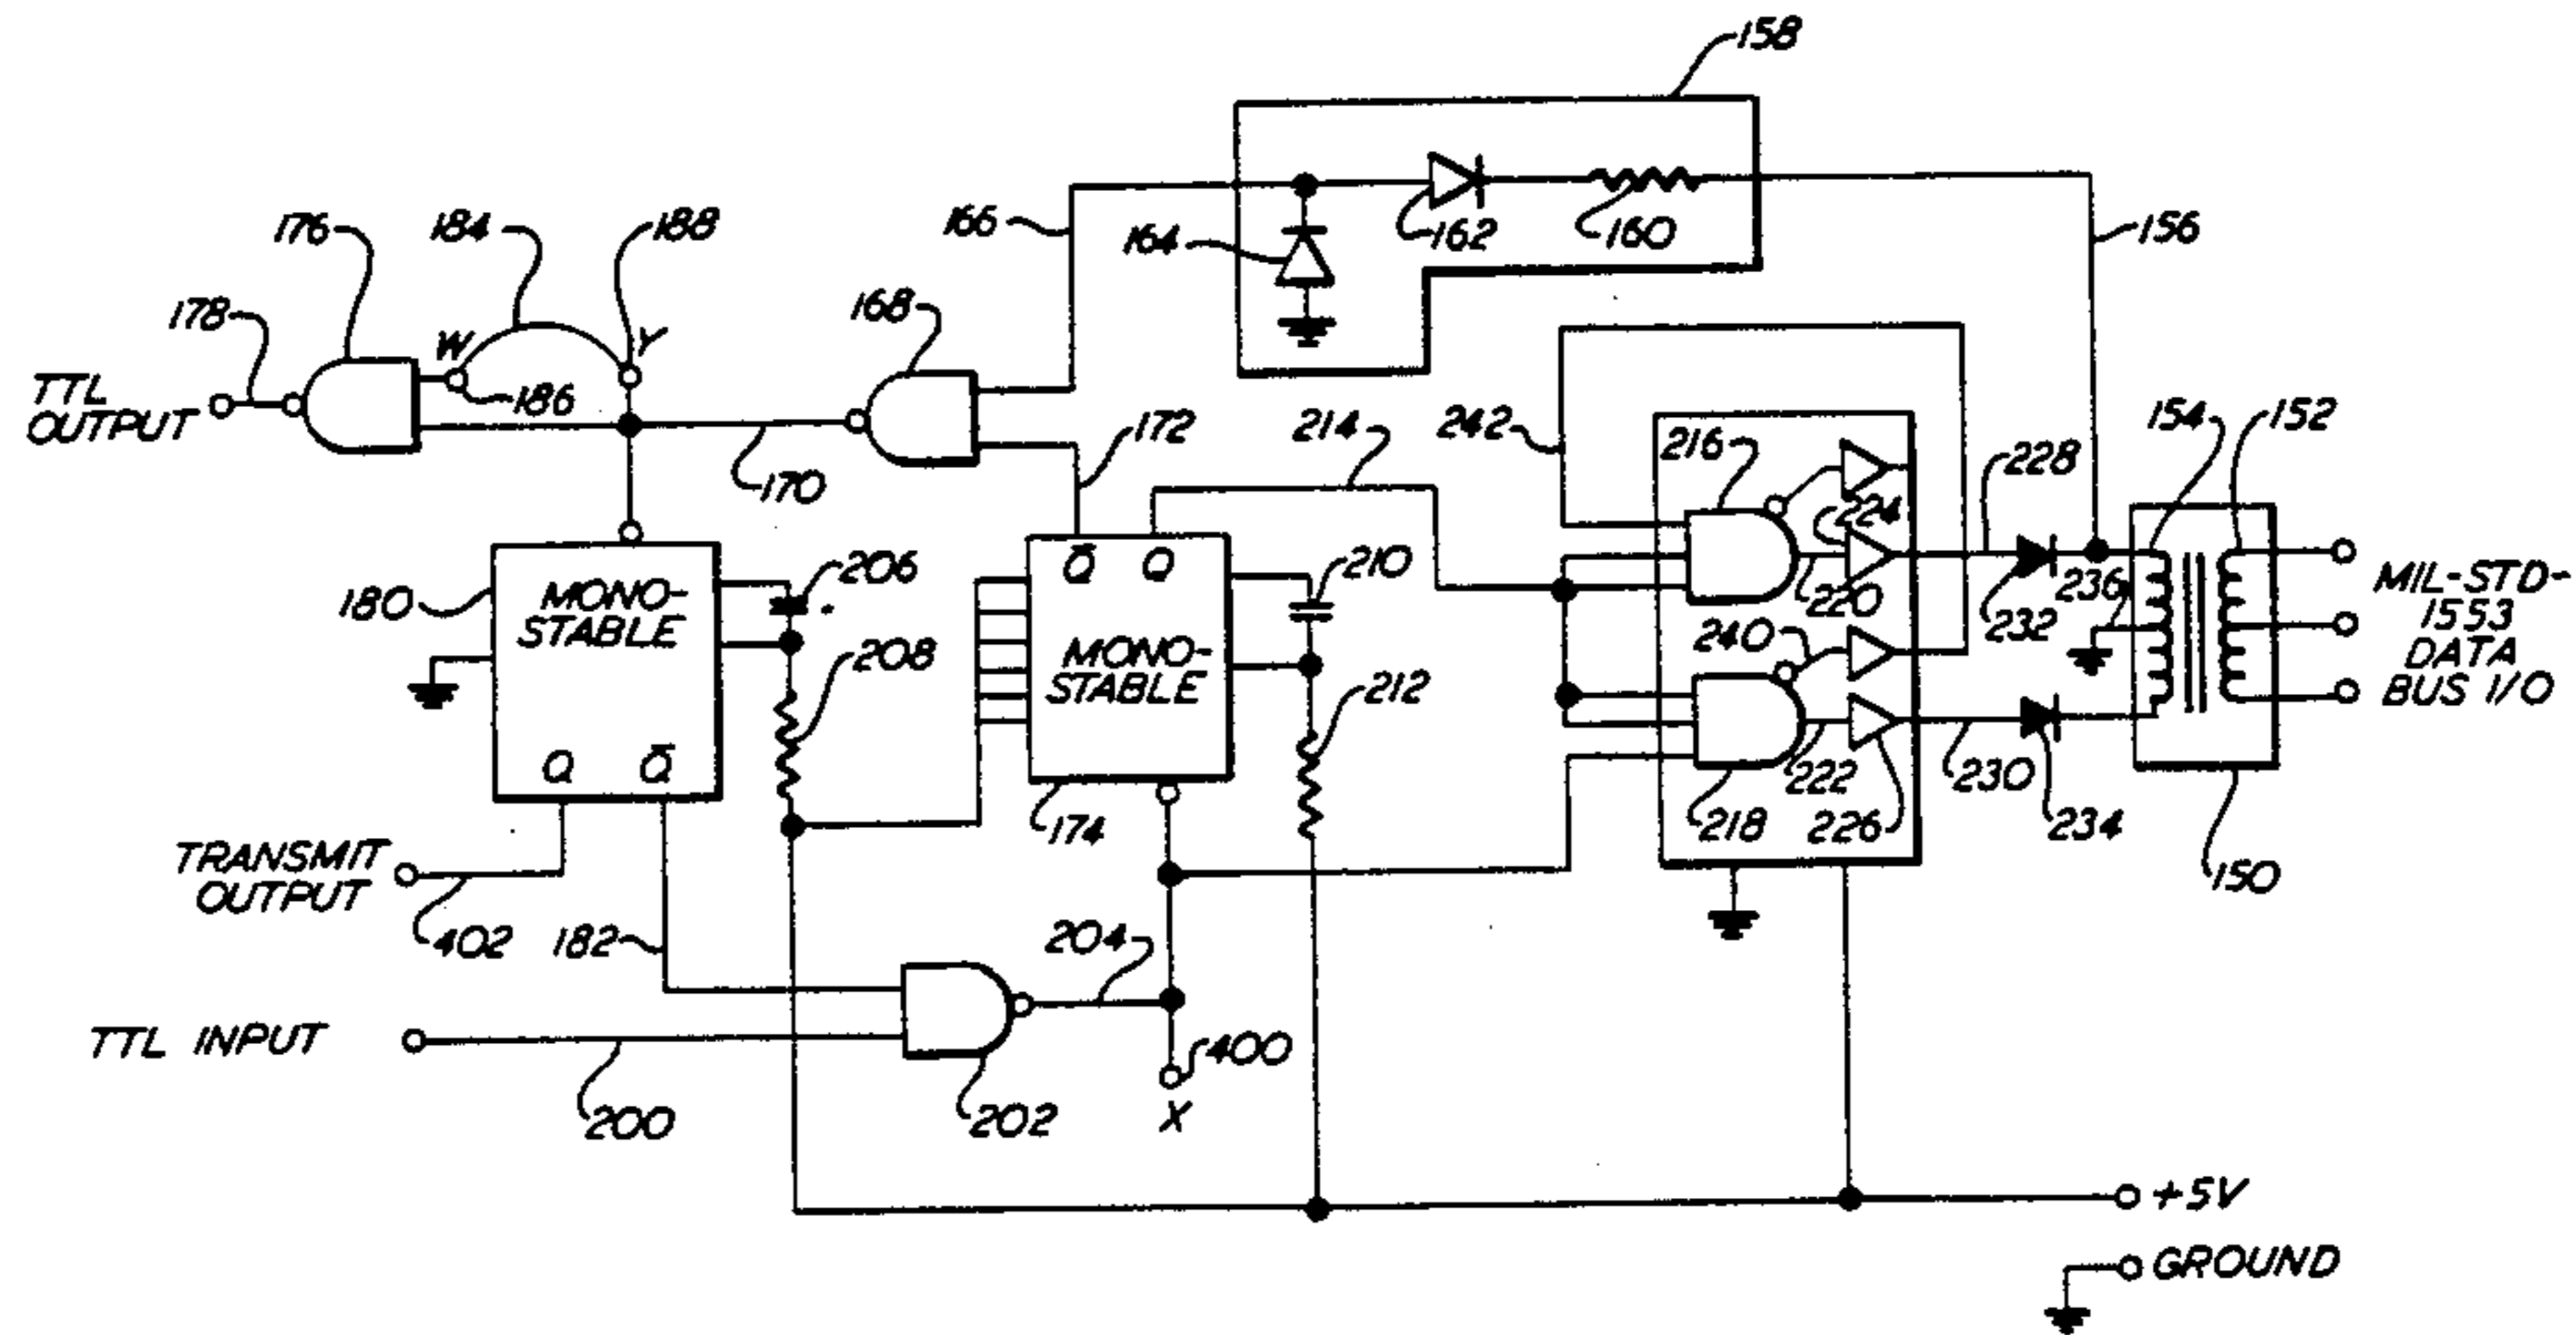 158
176
184
188
166
164
162
160
156
178
W
Y
168
TTL
OUTPUT
186
172
214
242
216
154
152
170
224
228
Q̄
Q
220
232
236
MIL-STD-
1553
DATA
BUS I/O
180
MONO-
STABLE
206
208
210
MONO-
STABLE
212
240
Q
Q̄
174
222
218
226
230
234
150
TRANSMIT
OUTPUT
402
182
204
TTL INPUT
200
202
400
X
+5V
GROUND